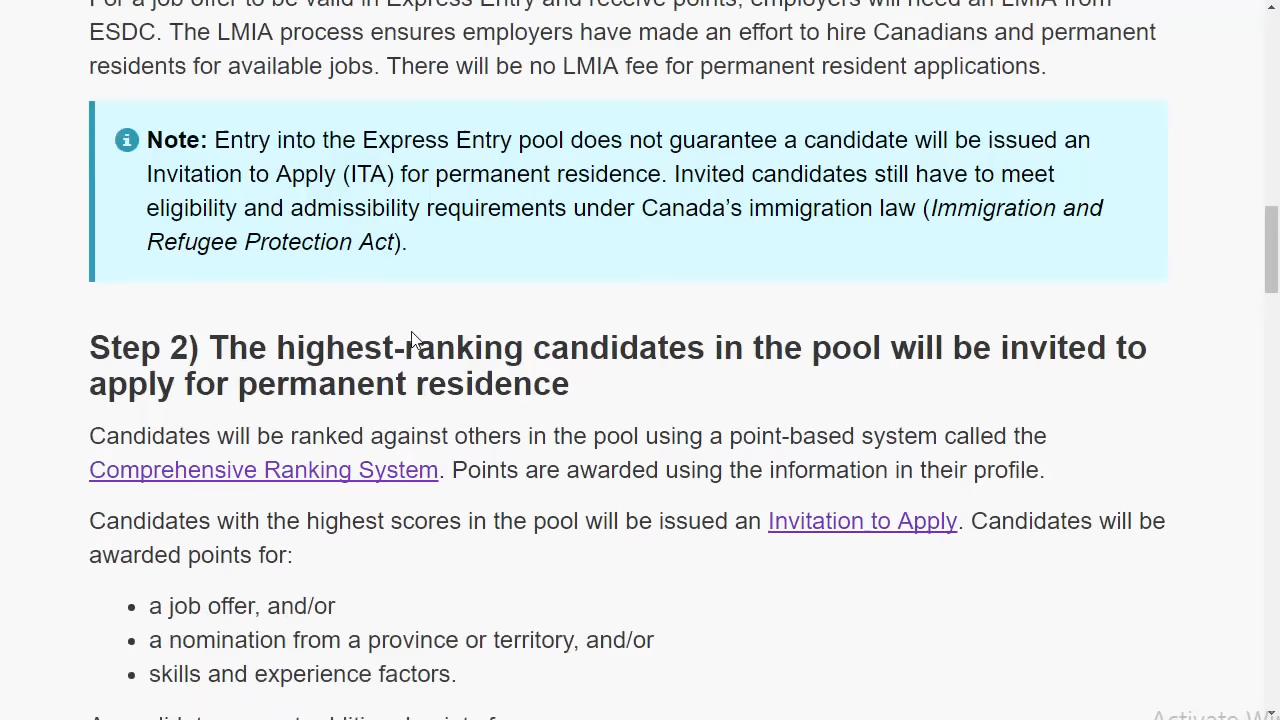 For a job offer to be valid in Express Entry and receive points, employers will need an LMIA from
ESDC. The LMIA process ensures employers have made an effort to hire Canadians and permanent
residents for available jobs. There will be no LMIA fee for permanent resident applications.
Note: Entry into the Express Entry pool does not guarantee a candidate will be issued an
Invitation to Apply (ITA) for permanent residence. Invited candidates still have to meet
eligibility and admissibility requirements under Canada’s immigration law (Immigration and
Refugee Protection Act).
Step 2) The highest-ranking candidates in the pool will be invited to
apply for permanent residence
Candidates will be ranked against others in the pool using a point-based system called the
Comprehensive Ranking System. Points are awarded using the information in their profile.
Candidates with the highest scores in the pool will be issued an Invitation to Apply. Candidates will be
awarded points for:
• a job offer, and/or
• a nomination from a province or territory, and/or
• skills and experience factors.